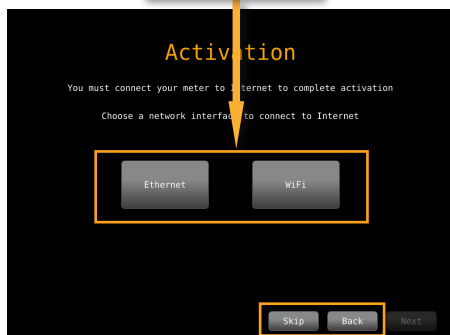 Activation
You must connect your meter to Internet to complete activation
Choose a network interface to connect to Internet
Ethernet WiFi
Skip Back Next